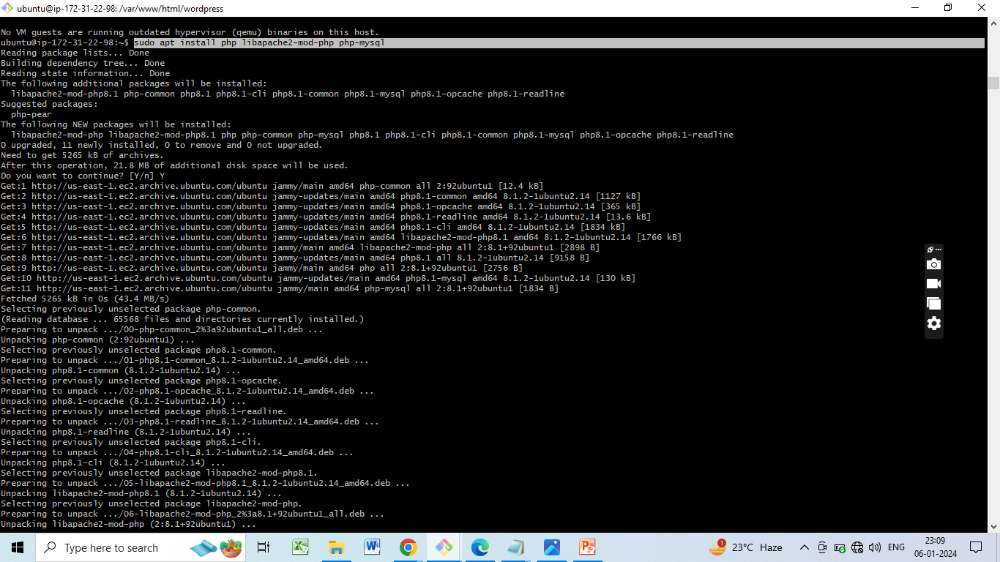 ubuntu@ip-172-31-22-98: /var/www/html/wordpress
No VM guests are running outdated hypervisor (qemu) binaries on this host.
ubuntu@ip-172-31-22-98:~$ sudo apt install php libapache2-mod-php php-mysql
Reading package lists... Done
Building dependency tree... Done
Reading state information... Done
The following additional packages will be installed:
  libapache2-mod-php8.1 php-common php8.1 php8.1-cli php8.1-common php8.1-mysql php8.1-opcache php8.1-readline
Suggested packages:
  php-pear
The following NEW packages will be installed:
  libapache2-mod-php libapache2-mod-php8.1 php php-common php-mysql php8.1 php8.1-cli php8.1-common php8.1-mysql php8.1-opcache php8.1-readline
0 upgraded, 11 newly installed, 0 to remove and 0 not upgraded.
Need to get 5265 kB of archives.
After this operation, 21.8 MB of additional disk space will be used.
Do you want to continue? [Y/n] Y
Get:1 http://us-east-1.ec2.archive.ubuntu.com/ubuntu jammy/main amd64 php-common all 2:92ubuntu1 [12.4 kB]
Get:2 http://us-east-1.ec2.archive.ubuntu.com/ubuntu jammy-updates/main amd64 php8.1-common amd64 8.1.2-1ubuntu2.14 [1127 kB]
Get:3 http://us-east-1.ec2.archive.ubuntu.com/ubuntu jammy-updates/main amd64 php8.1-opcache amd64 8.1.2-1ubuntu2.14 [365 kB]
Get:4 http://us-east-1.ec2.archive.ubuntu.com/ubuntu jammy-updates/main amd64 php8.1-readline amd64 8.1.2-1ubuntu2.14 [13.6 kB]
Get:5 http://us-east-1.ec2.archive.ubuntu.com/ubuntu jammy-updates/main amd64 php8.1-cli amd64 8.1.2-1ubuntu2.14 [1834 kB]
Get:6 http://us-east-1.ec2.archive.ubuntu.com/ubuntu jammy-updates/main amd64 libapache2-mod-php8.1 amd64 8.1.2-1ubuntu2.14 [1766 kB]
Get:7 http://us-east-1.ec2.archive.ubuntu.com/ubuntu jammy/main amd64 libapache2-mod-php all 2:8.1+92ubuntu1 [2898 B]
Get:8 http://us-east-1.ec2.archive.ubuntu.com/ubuntu jammy-updates/main amd64 php8.1 all 8.1.2-1ubuntu2.14 [9158 B]
Get:9 http://us-east-1.ec2.archive.ubuntu.com/ubuntu jammy/main amd64 php all 2:8.1+92ubuntu1 [2756 B]
Get:10 http://us-east-1.ec2.archive.ubuntu.com/ubuntu jammy-updates/main amd64 php8.1-mysql amd64 8.1.2-1ubuntu2.14 [130 kB]
Get:11 http://us-east-1.ec2.archive.ubuntu.com/ubuntu jammy/main amd64 php-mysql all 2:8.1+92ubuntu1 [1834 B]
Fetched 5265 kB in 0s (43.4 MB/s)
Selecting previously unselected package php-common.
(Reading database ... 65568 files and directories currently installed.)
Preparing to unpack .../00-php-common_2%3a92ubuntu1_all.deb ...
Unpacking php-common (2:92ubuntu1) ...
Selecting previously unselected package php8.1-common.
Preparing to unpack .../01-php8.1-common_8.1.2-1ubuntu2.14_amd64.deb ...
Unpacking php8.1-common (8.1.2-1ubuntu2.14) ...
Selecting previously unselected package php8.1-opcache.
Preparing to unpack .../02-php8.1-opcache_8.1.2-1ubuntu2.14_amd64.deb ...
Unpacking php8.1-opcache (8.1.2-1ubuntu2.14) ...
Selecting previously unselected package php8.1-readline.
Preparing to unpack .../03-php8.1-readline_8.1.2-1ubuntu2.14_amd64.deb ...
Unpacking php8.1-readline (8.1.2-1ubuntu2.14) ...
Selecting previously unselected package php8.1-cli.
Preparing to unpack .../04-php8.1-cli_8.1.2-1ubuntu2.14_amd64.deb ...
Unpacking php8.1-cli (8.1.2-1ubuntu2.14) ...
Selecting previously unselected package libapache2-mod-php8.1.
Preparing to unpack .../05-libapache2-mod-php8.1_8.1.2-1ubuntu2.14_amd64.deb ...
Unpacking libapache2-mod-php8.1 (8.1.2-1ubuntu2.14) ...
Selecting previously unselected package libapache2-mod-php.
Preparing to unpack .../06-libapache2-mod-php_2%3a8.1+92ubuntu1_all.deb ...
Unpacking libapache2-mod-php (2:8.1+92ubuntu1) ...
Type here to search
1
23°C Haze
ENG
23:09
06-01-2024